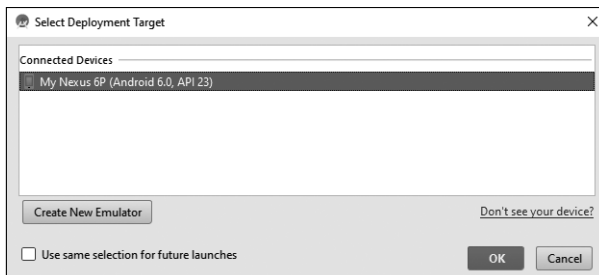 Select Deployment Target
Connected Devices
My Nexus 6P (Android 6.0, API 23)
Create New Emulator
Don't see your device?
Use same selection for future launches
OK
Cancel